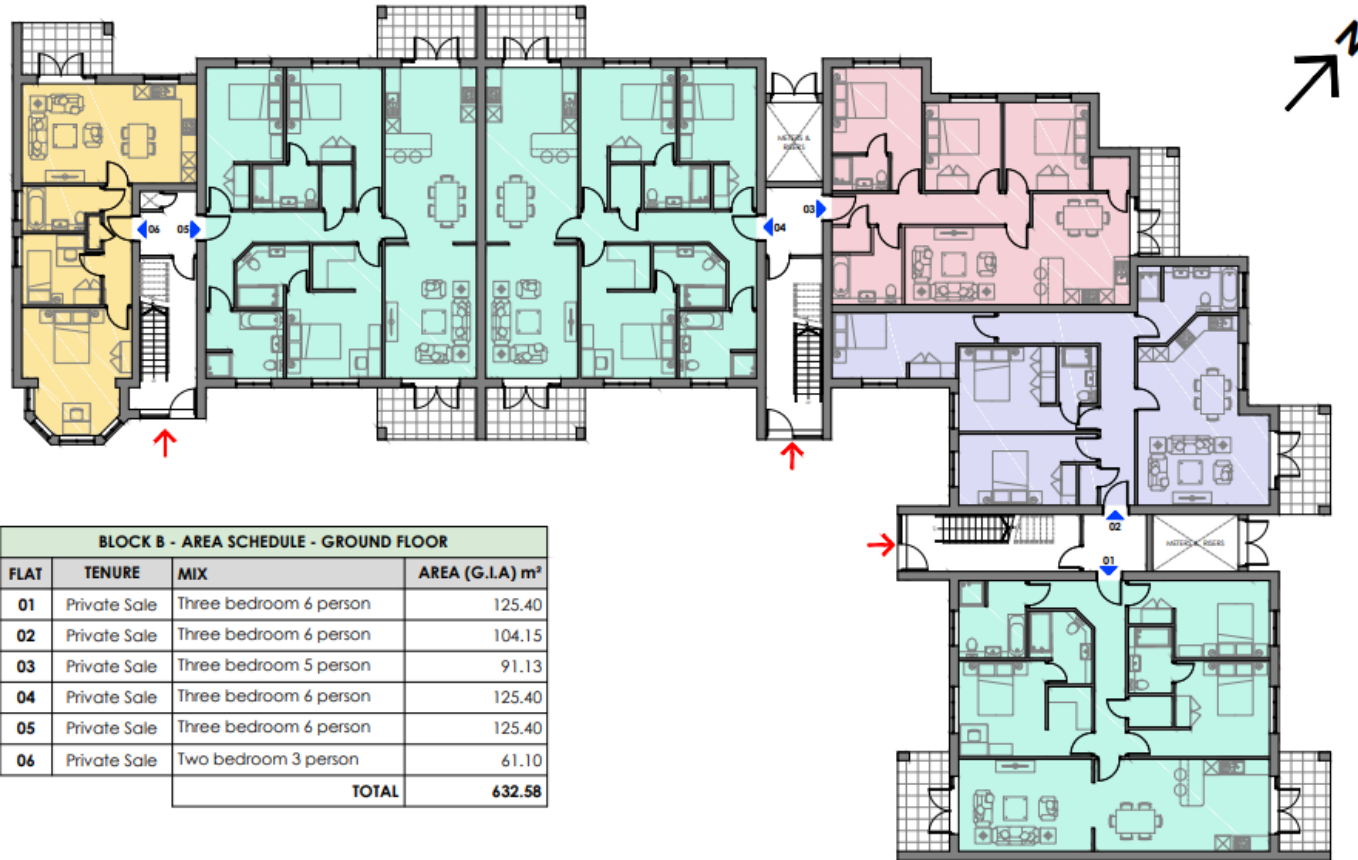 N
METERS & RISERS
03
04
06 05
02
METERS & RISERS
01
BLOCK B - AREA SCHEDULE - GROUND FLOOR
FLAT TENURE MIX AREA (G.I.A) m²
01 Private Sale Three bedroom 6 person 125.40
02 Private Sale Three bedroom 6 person 104.15
03 Private Sale Three bedroom 5 person 91.13
04 Private Sale Three bedroom 6 person 125.40
05 Private Sale Three bedroom 6 person 125.40
06 Private Sale Two bedroom 3 person 61.10
TOTAL 632.58